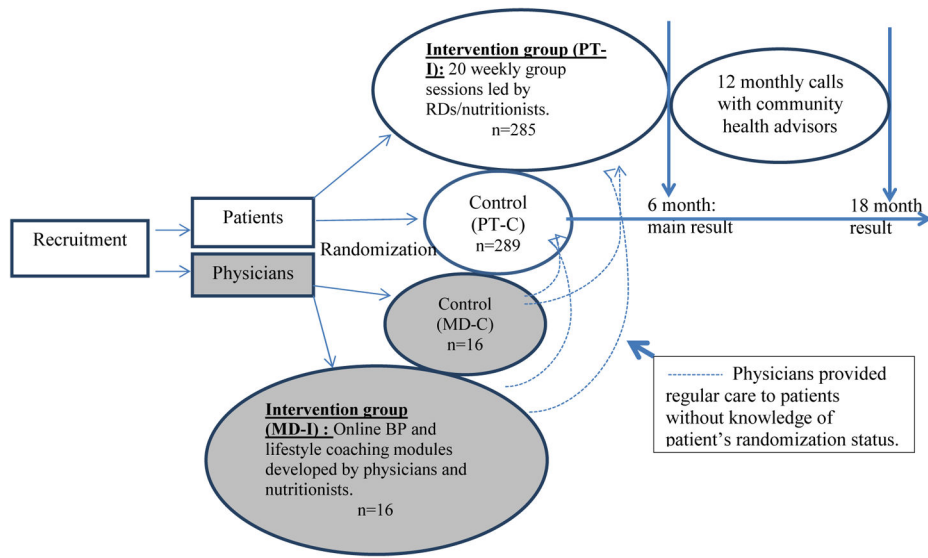 Intervention group (PT-
I): 20 weekly group
sessions led by
RDs/nutritionists.
n=285
12 monthly calls
with community
health advisors
Recruitment
Patients
Physicians
Randomization
Control
(PT-C)
n=289
6 month:
main result
18 month
result
Control
(MD-C)
n=16
Intervention group
(MD-I) : Online BP and
lifestyle coaching modules
developed by physicians and
nutritionists.
n=16
Physicians provided
regular care to patients
without knowledge of
patient's randomization status.